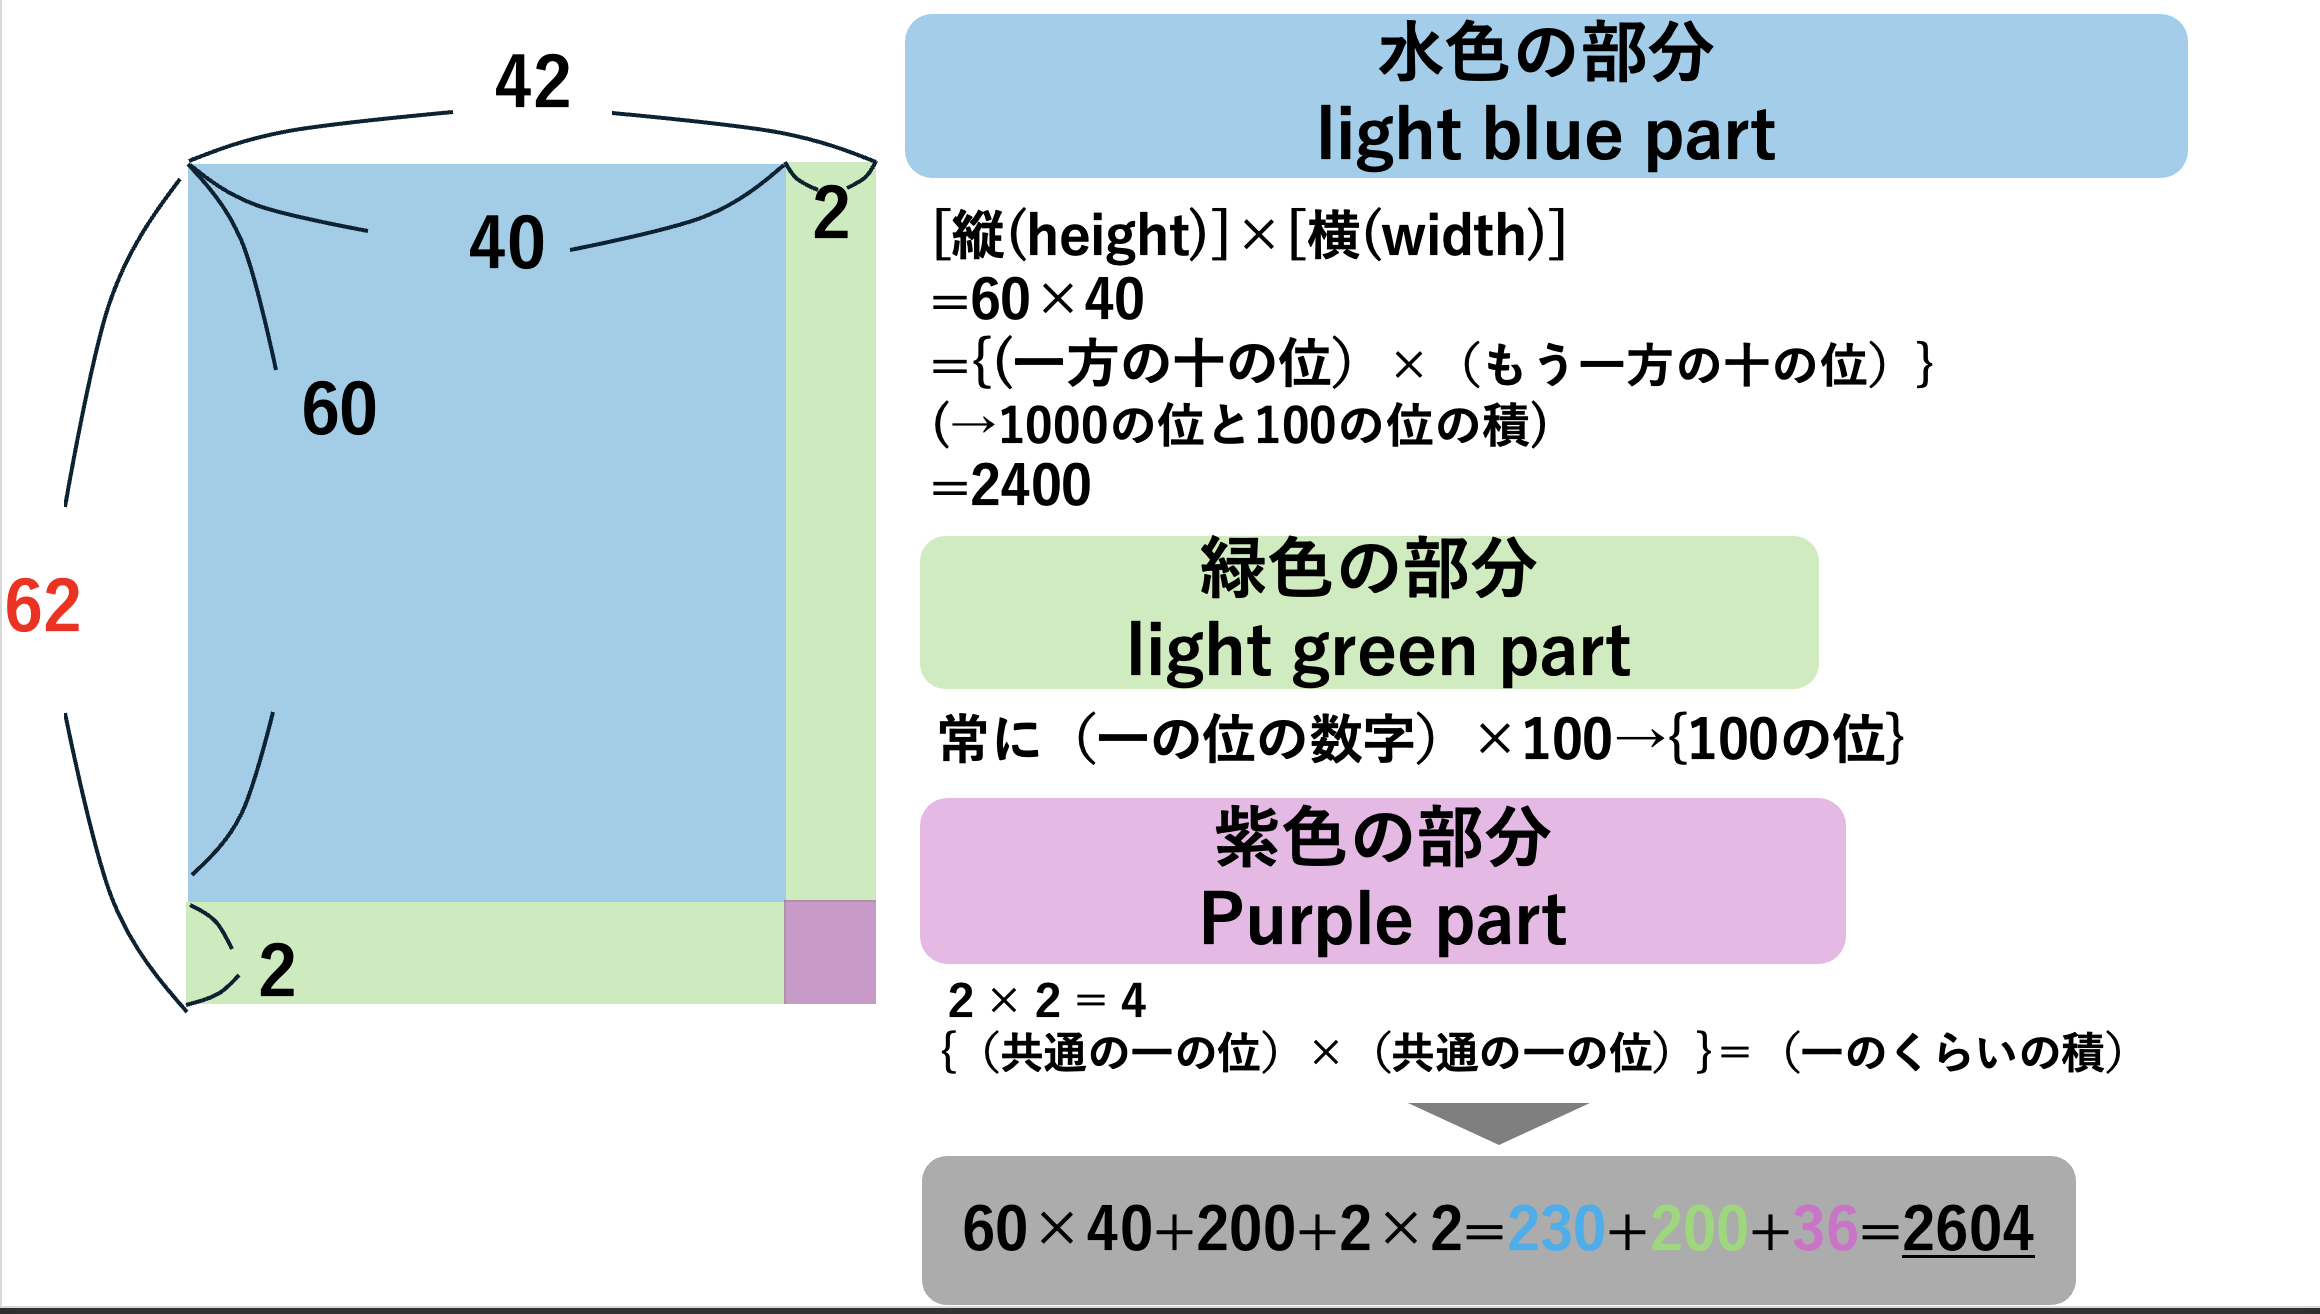 42
40
2
60
62
2
水色の部分
light blue part
[縦(height)]×[横(width)]
=60×40
={(一方の十の位）×（もう一方の十の位）}
(→1000の位と100の位の積)
=2400
緑色の部分
light green part
常に（一の位の数字）×100→{100の位}
紫色の部分
Purple part
2 × 2 = 4
{（共通の一の位）×（共通の一の位）}=（一のくらいの積）
60×40+200+2×2=230+200+36=2604